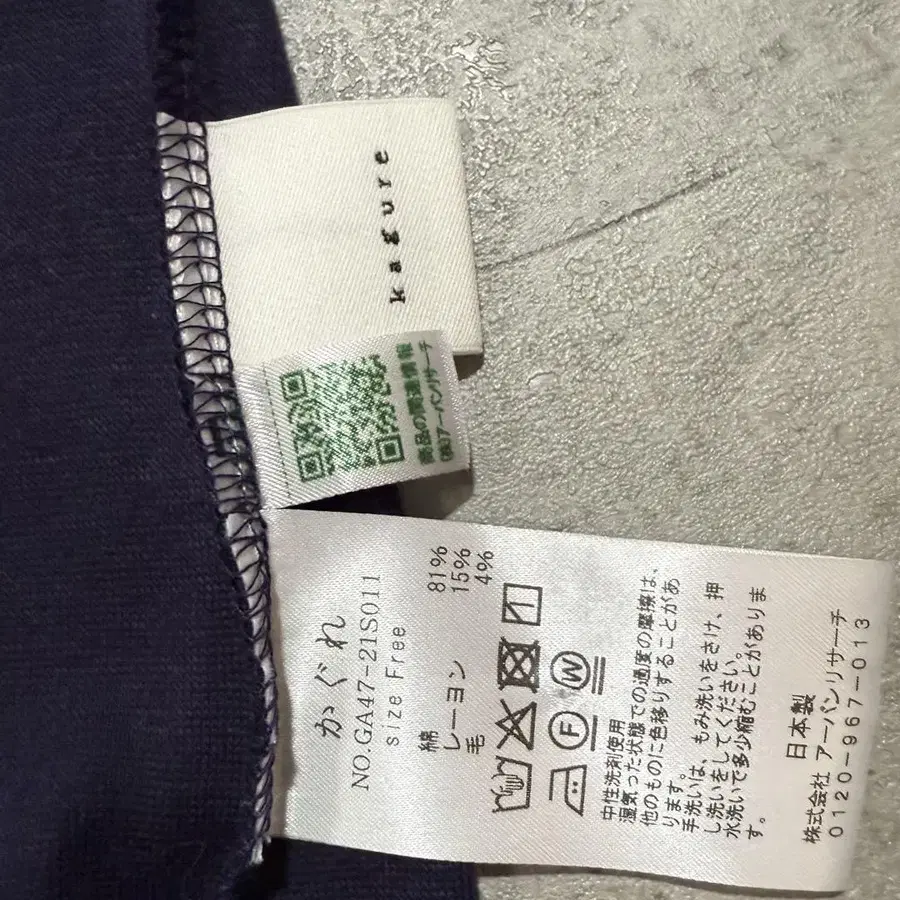 kagure
商品の関連情報
(株)アーバンリサーチ
かぐれ
NO.GA47-21S011
Size Free
綿 81%
レーヨン 15%
毛 4%
中性洗剤使用
湿気った状態での過度の摩擦は、
他のものに色移りすることがあ
ります。
手洗いは、もみ洗いをさけ、押
し洗いをしてください。
水洗いで多少縮むことがありま
す。
日本製
株式会社 アーバンリサーチ
0120-967-013